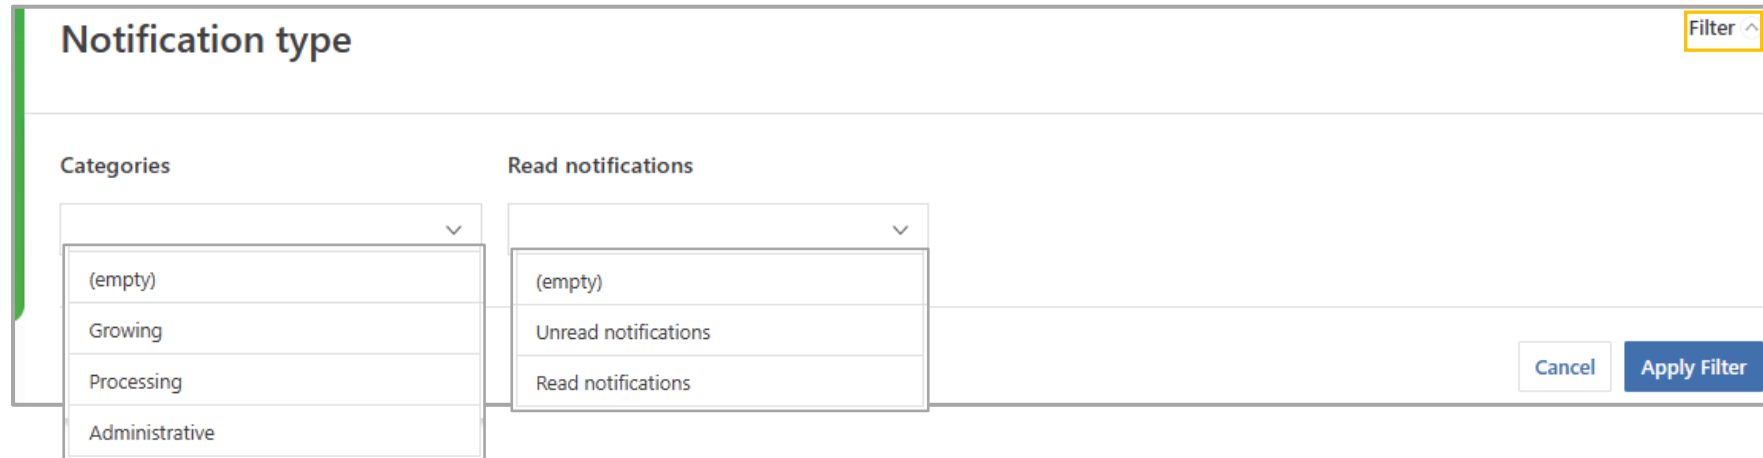 Notification type
Filter
Categories
Read notifications
(empty)
Growing
Processing
Administrative
(empty)
Unread notifications
Read notifications
Cancel
Apply Filter